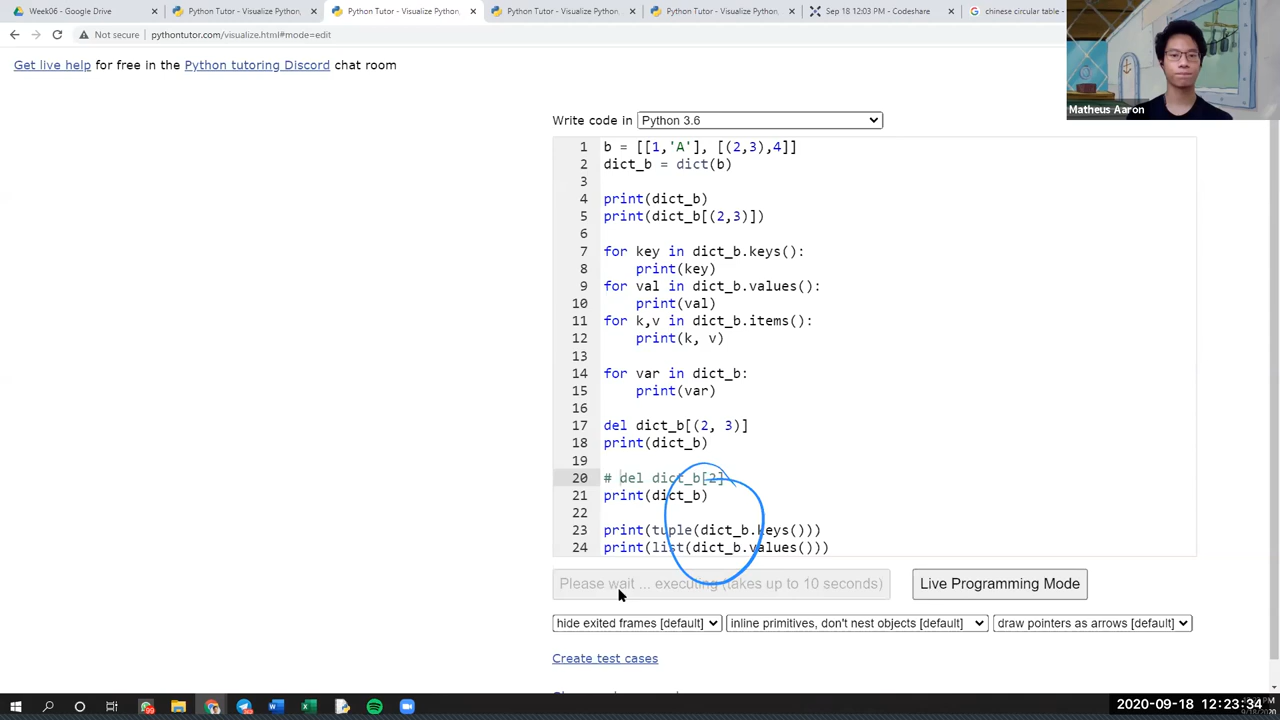 Week06 - Google Drive
Python Tutor - Visualize Python,
Python Tutor - Visualize Python,
Python Tutor - Visualize Python,
Python Tutor - Visualize Python,
Sep 18 12:03 PM - Codeshare
chinese circular table -
Not secure | pythontutor.com/visualize.html#mode=edit
Get live help for free in the Python tutoring Discord chat room
Matheus Aaron
Write code in Python 3.6
1 b = [[1,'A'], [(2,3),4]]
2 dict_b = dict(b)
3
4 print(dict_b)
5 print(dict_b[(2,3)])
6
7 for key in dict_b.keys():
8 print(key)
9 for val in dict_b.values():
10 print(val)
11 for k,v in dict_b.items():
12 print(k, v)
13
14 for var in dict_b:
15 print(var)
16
17 del dict_b[(2, 3)]
18 print(dict_b)
19
20 # del dict_b[2]
21 print(dict_b)
22
23 print(tuple(dict_b.keys()))
24 print(list(dict_b.values()))
Please wait ... executing (takes up to 10 seconds)
Live Programming Mode
hide exited frames [default]
inline primitives, don't nest objects [default]
draw pointers as arrows [default]
Create test cases
2020-09-18 12:23:34